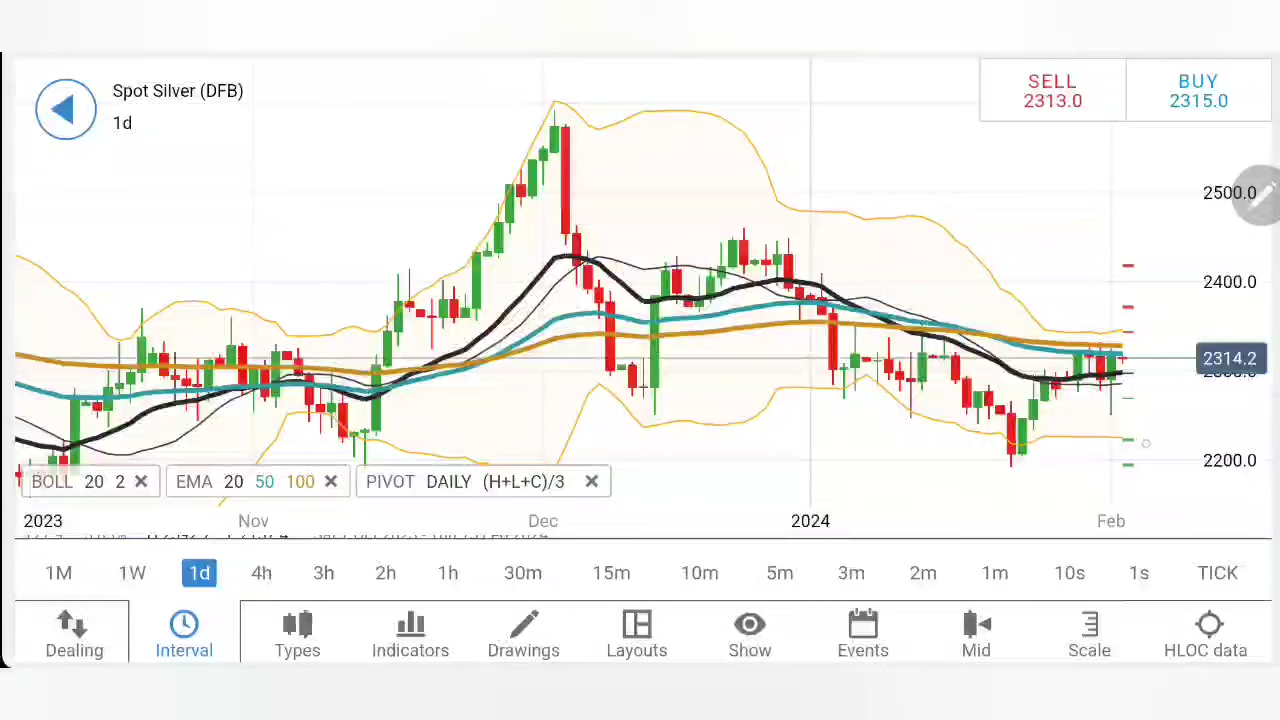 Spot Silver (DFB)
1d
SELL
2313.0
BUY
2315.0
2500.0
2400.0
2314.2
2200.0
BOLL 20 2 ×
EMA 20 50 100 ×
PIVOT DAILY (H+L+C)/3 ×
2023 Nov Dec 2024 Feb
1M 1W 1d 4h 3h 2h 1h 30m 15m 10m 5m 3m 2m 1m 10s 1s TICK
Dealing Interval Types Indicators Drawings Layouts Show Events Mid Scale HLOC data